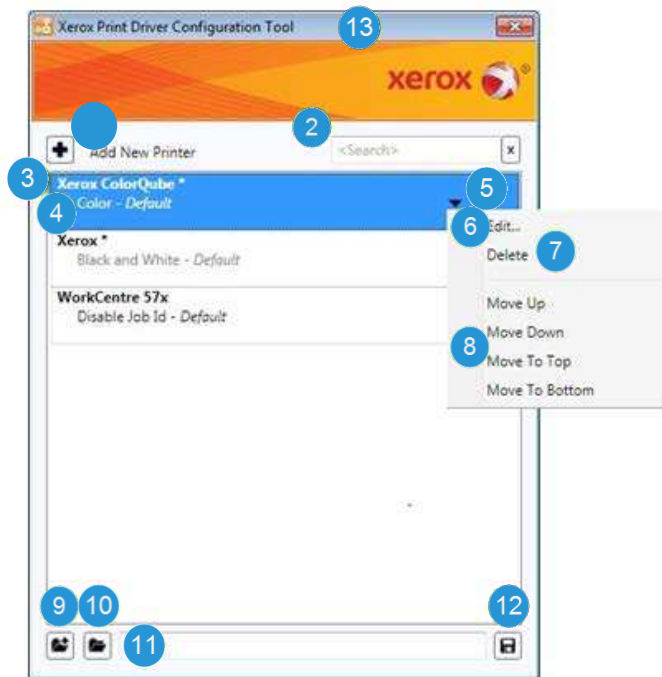 Xerox Print Driver Configuration Tool 13
xerox
2
Add New Printer <Search> x
3 Xerox ColorQube * 5
4 Color - Default 6 Edit...
Xerox * Delete 7
Black and White - Default
WorkCentre 57x Move Up
Disable Job Id - Default Move Down
8
Move To Top
Move To Bottom
9 10 12
11